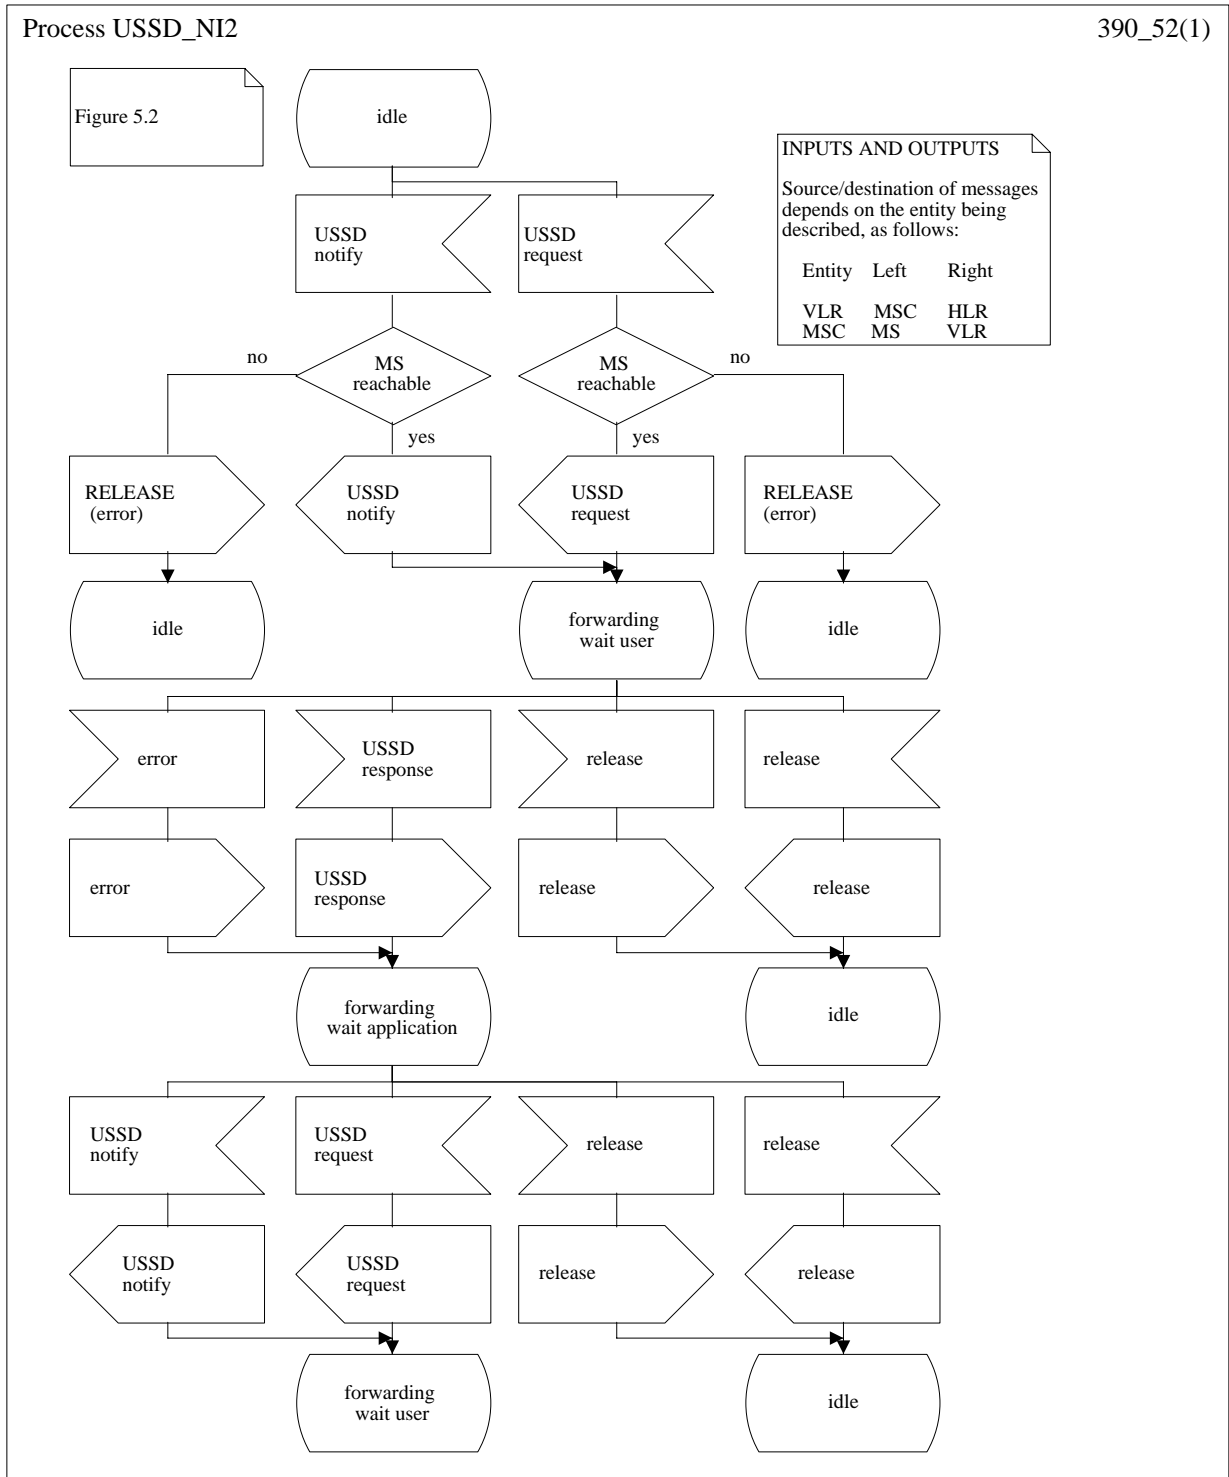 Process USSD_NI2
390_52(1)
Figure 5.2
idle
INPUTS AND OUTPUTS
Source/destination of messages
depends on the entity being
described, as follows:
Entity Left Right
VLR MSC HLR
MSC MS VLR
USSD
notify
USSD
request
no
MS
reachable
MS
reachable
no
yes
yes
RELEASE
(error)
USSD
notify
USSD
request
RELEASE
(error)
idle
forwarding
wait user
idle
error
USSD
response
release
release
error
USSD
response
release
release
forwarding
wait application
idle
USSD
notify
USSD
request
release
release
USSD
notify
USSD
request
release
release
forwarding
wait user
idle